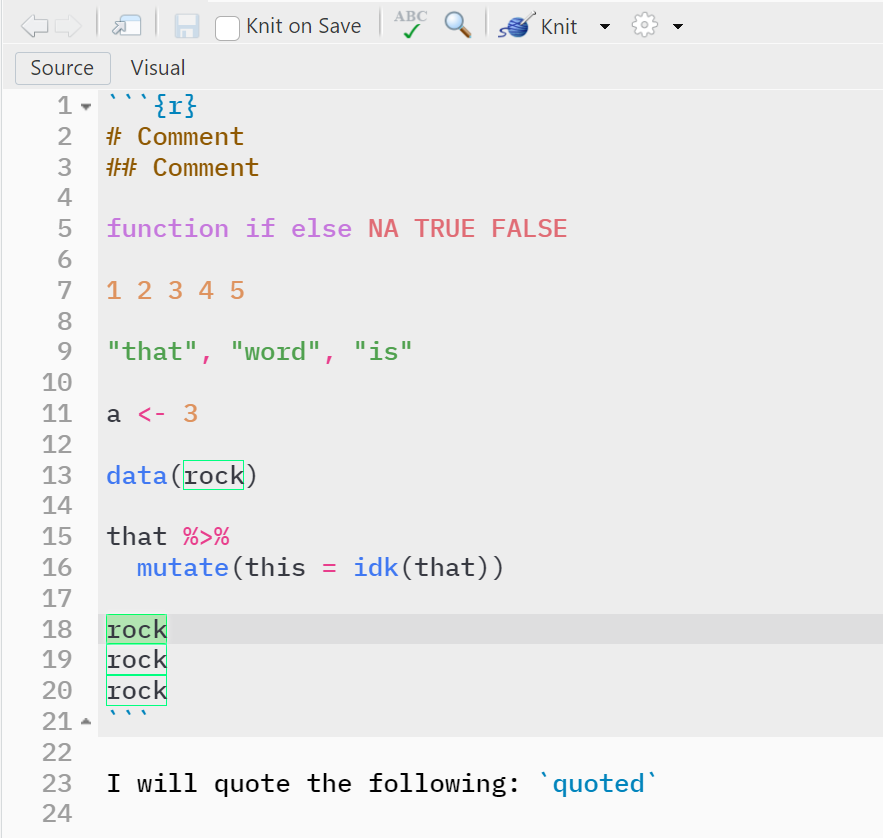 Knit on Save ABC Knit
Source Visual
1 ```{r}
2 # Comment
3 ## Comment
4
5 function if else NA TRUE FALSE
6
7 1 2 3 4 5
8
9 "that", "word", "is"
10
11 a <- 3
12
13 data(rock)
14
15 that %>%
16   mutate(this = idk(that))
17
18 rock
19 rock
20 rock
21 ```
22
23 I will quote the following: `quoted`
24